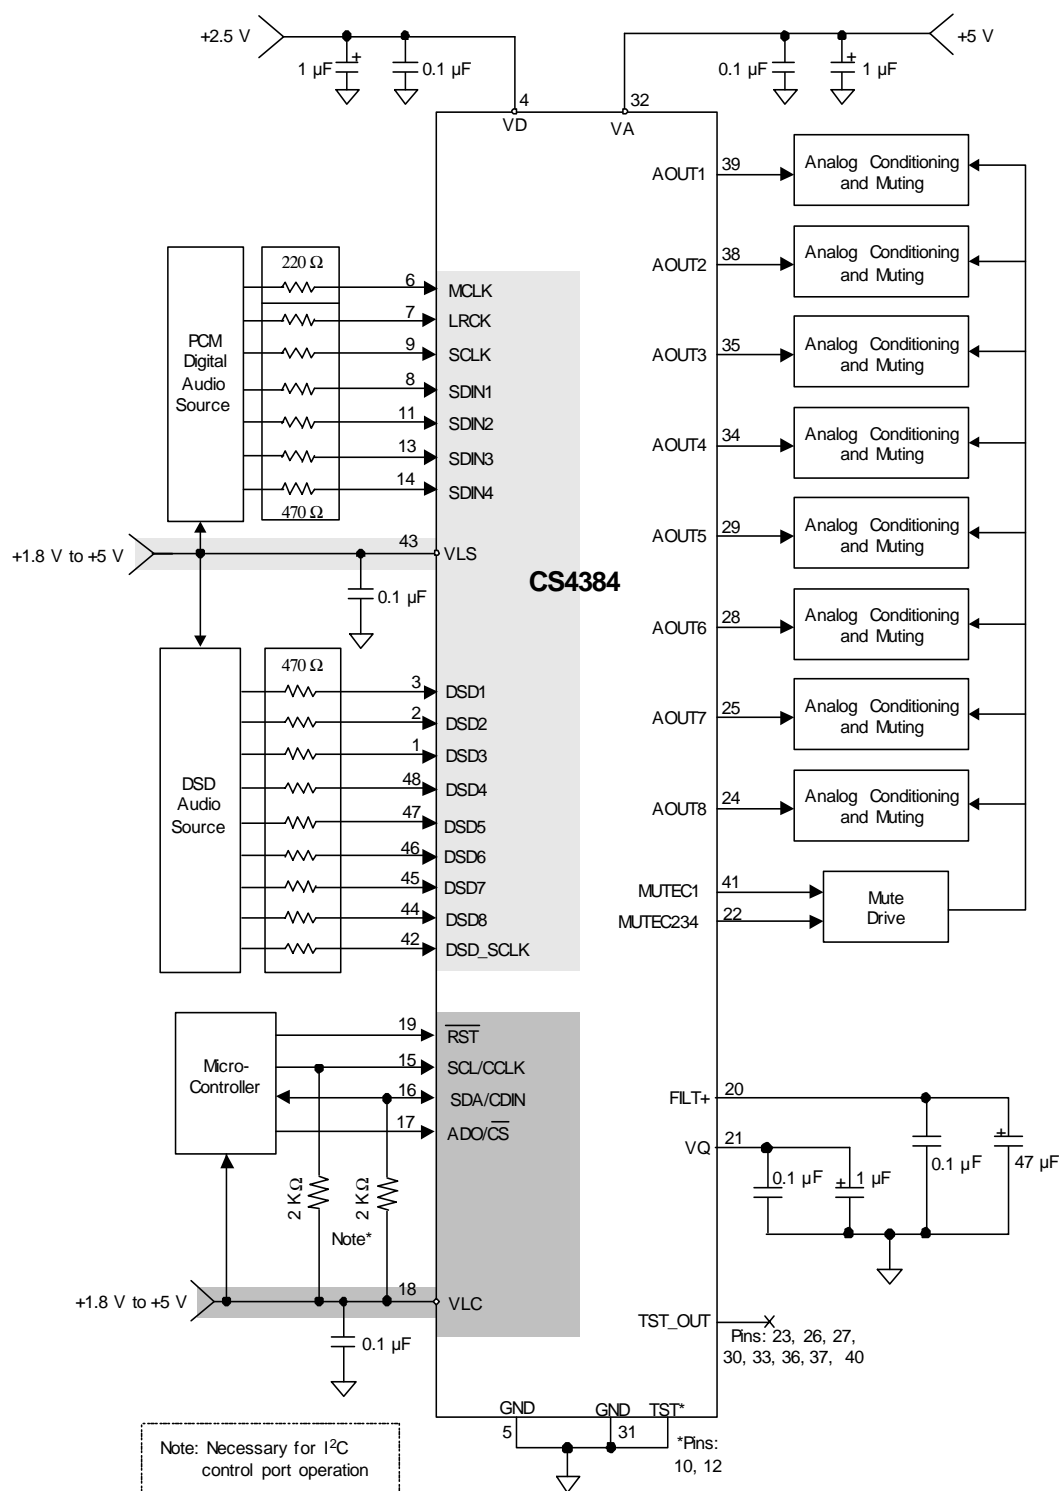 +2.5 V
1 µF
+
0.1 µF
0.1 µF
+
1 µF
+5 V
4
32
VD
VA
AOUT1
39
Analog Conditioning
and Muting
AOUT2
38
Analog Conditioning
and Muting
AOUT3
35
Analog Conditioning
and Muting
AOUT4
34
Analog Conditioning
and Muting
AOUT5
29
Analog Conditioning
and Muting
AOUT6
28
Analog Conditioning
and Muting
AOUT7
25
Analog Conditioning
and Muting
AOUT8
24
Analog Conditioning
and Muting
MUTEC1
41
MUTEC234
22
Mute
Drive
PCM
Digital
Audio
Source
220 Ω
6
MCLK
7
LRCK
9
SCLK
8
SDIN1
11
SDIN2
13
SDIN3
14
SDIN4
470 Ω
+1.8 V to +5 V
43
VLS
0.1 µF
CS4384
DSD
Audio
Source
470 Ω
3
DSD1
2
DSD2
1
DSD3
48
DSD4
47
DSD5
46
DSD6
45
DSD7
44
DSD8
42
DSD_SCLK
Micro-
Controller
19
RST
15
SCL/CCLK
16
SDA/CDIN
17
ADO/CS
2 KΩ
2 KΩ
Note*
+1.8 V to +5 V
18
VLC
0.1 µF
FILT+
20
VQ
21
0.1 µF
+
1 µF
0.1 µF
+
47 µF
TST_OUT
Pins: 23, 26, 27,
30, 33, 36, 37, 40
GND
5
GND
31
TST*
*Pins:
10, 12
Note: Necessary for I²C
control port operation